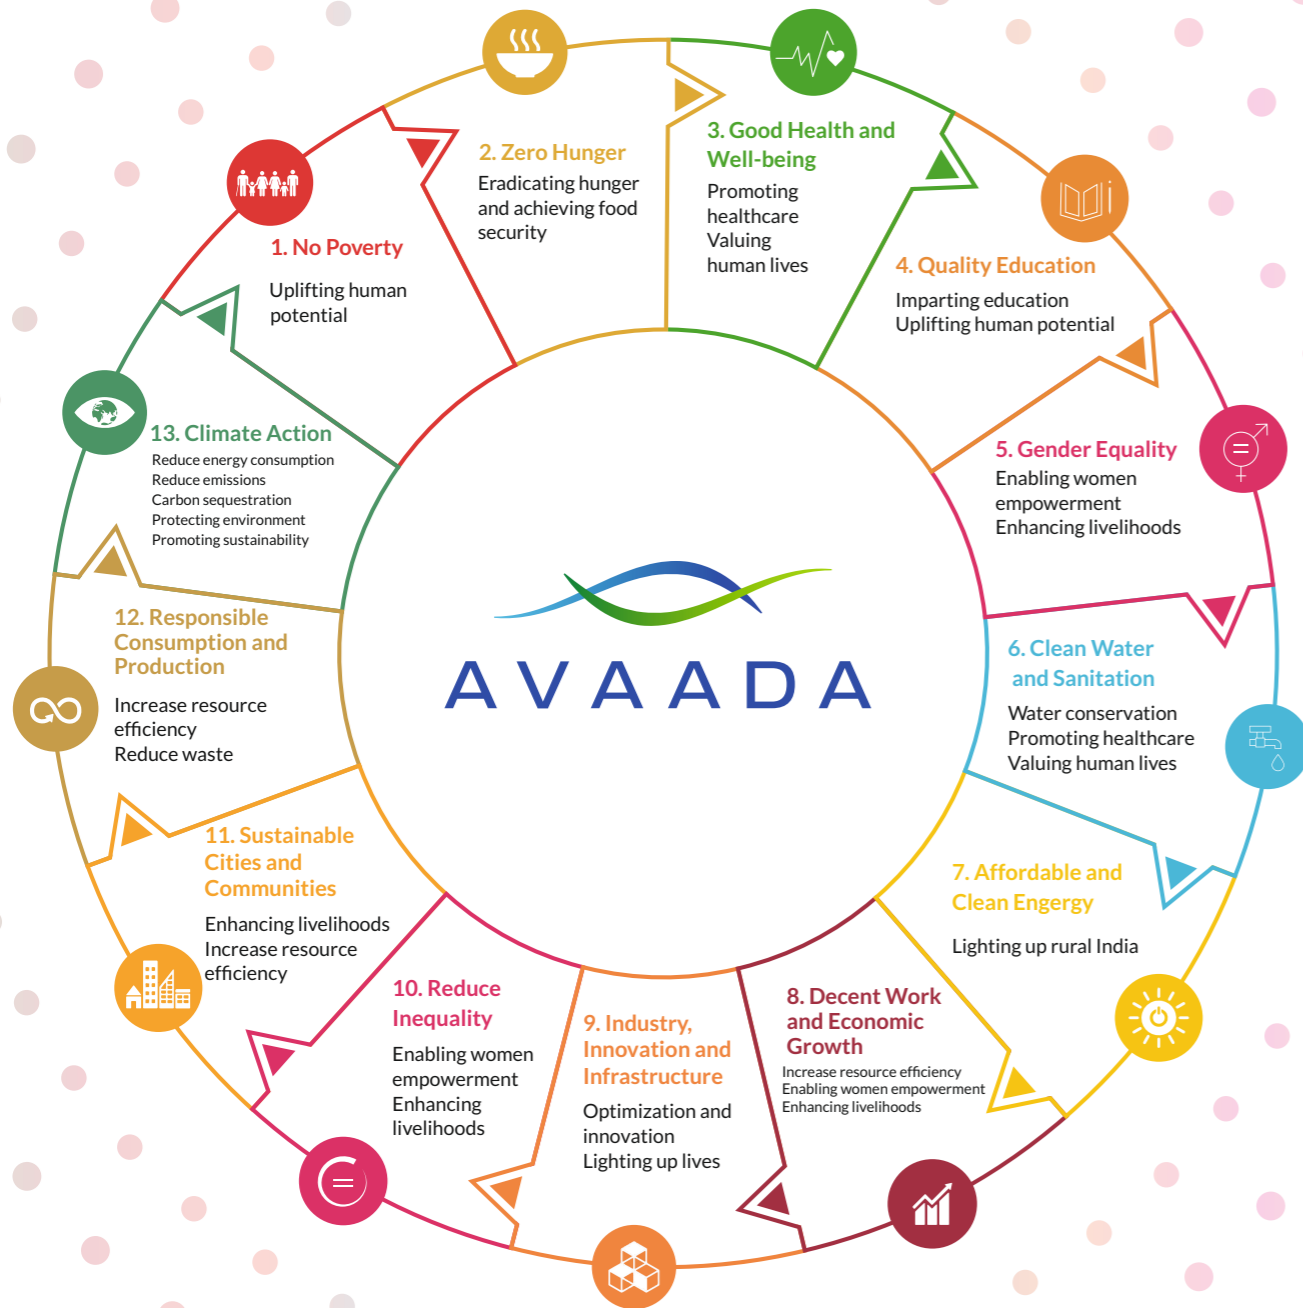 1. No Poverty
Uplifting human
potential
2. Zero Hunger
Eradicating hunger
and achieving food
security
3. Good Health and
Well-being
Promoting
healthcare
Valuing
human lives
4. Quality Education
Imparting education
Uplifting human potential
5. Gender Equality
Enabling women
empowerment
Enhancing livelihoods
6. Clean Water
and Sanitation
Water conservation
Promoting healthcare
Valuing human lives
7. Affordable and
Clean Engergy
Lighting up rural India
8. Decent Work
and Economic
Growth
Increase resource efficiency
Enabling women empowerment
Enhancing livelihoods
9. Industry,
Innovation and
Infrastructure
Optimization and
innovation
Lighting up lives
10. Reduce
Inequality
Enabling women
empowerment
Enhancing
livelihoods
11. Sustainable
Cities and
Communities
Enhancing livelihoods
Increase resource
efficiency
12. Responsible
Consumption and
Production
Increase resource
efficiency
Reduce waste
13. Climate Action
Reduce energy consumption
Reduce emissions
Carbon sequestration
Protecting environment
Promoting sustainability
AVAADA